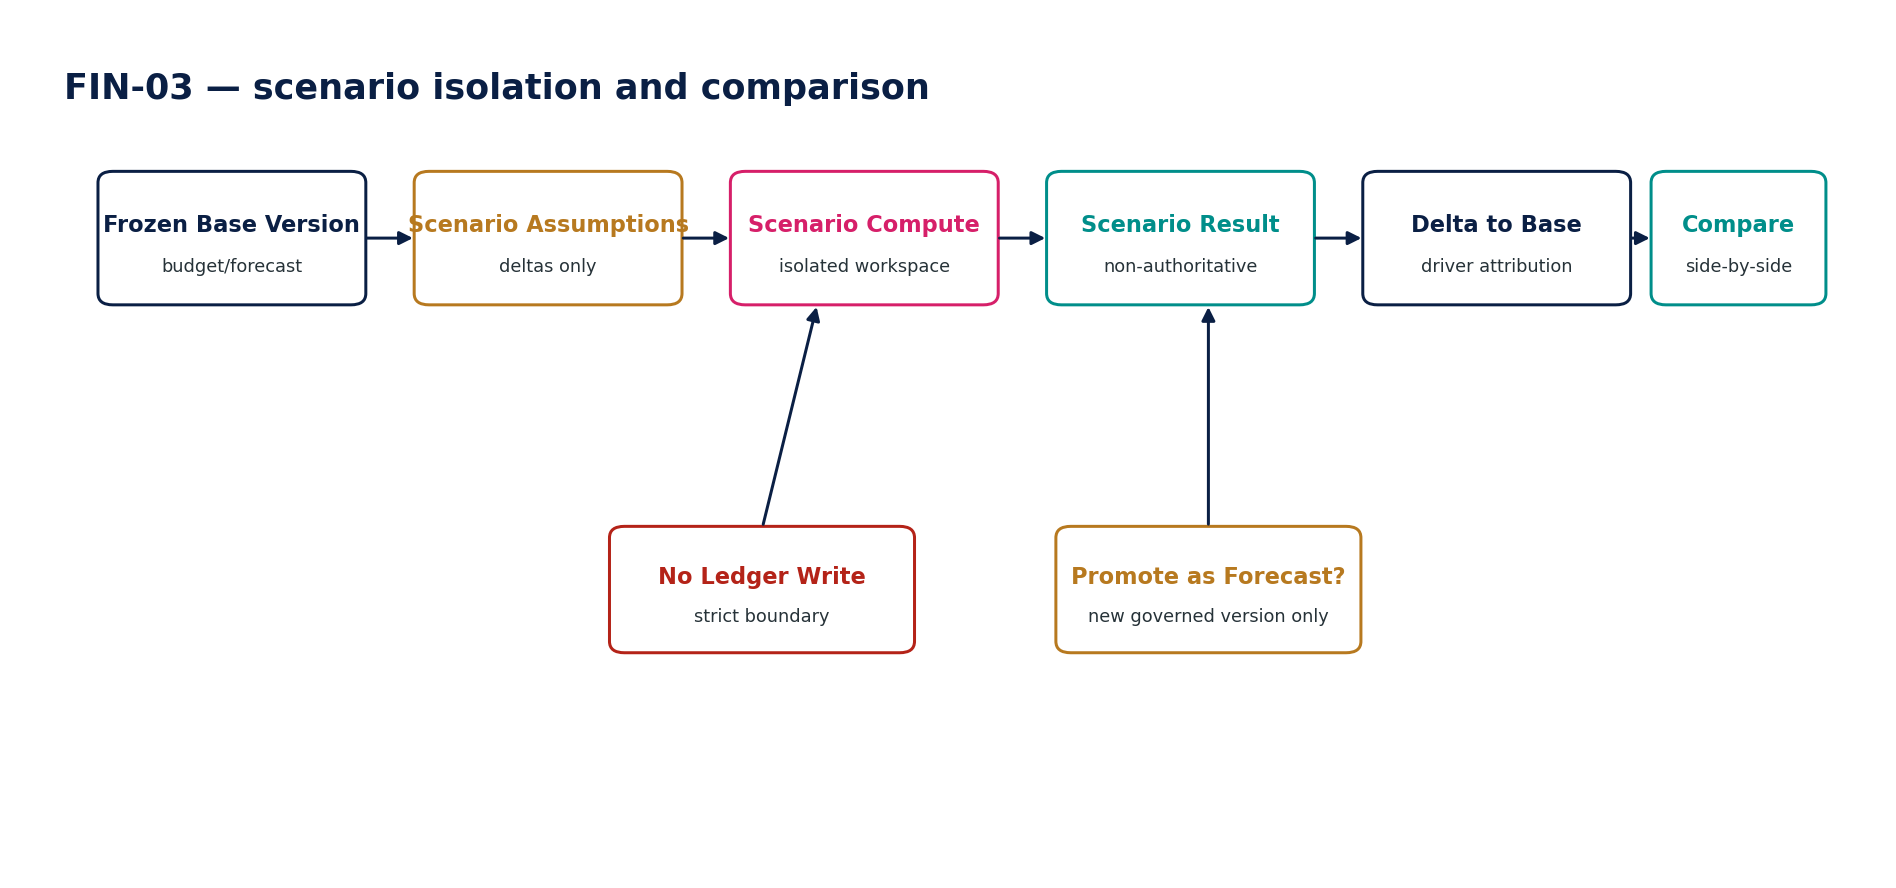 FIN-03 — scenario isolation and comparison
Frozen Base Version
budget/forecast
Scenario Assumptions
deltas only
Scenario Compute
isolated workspace
Scenario Result
non-authoritative
Delta to Base
driver attribution
Compare
side-by-side
No Ledger Write
strict boundary
Promote as Forecast?
new governed version only